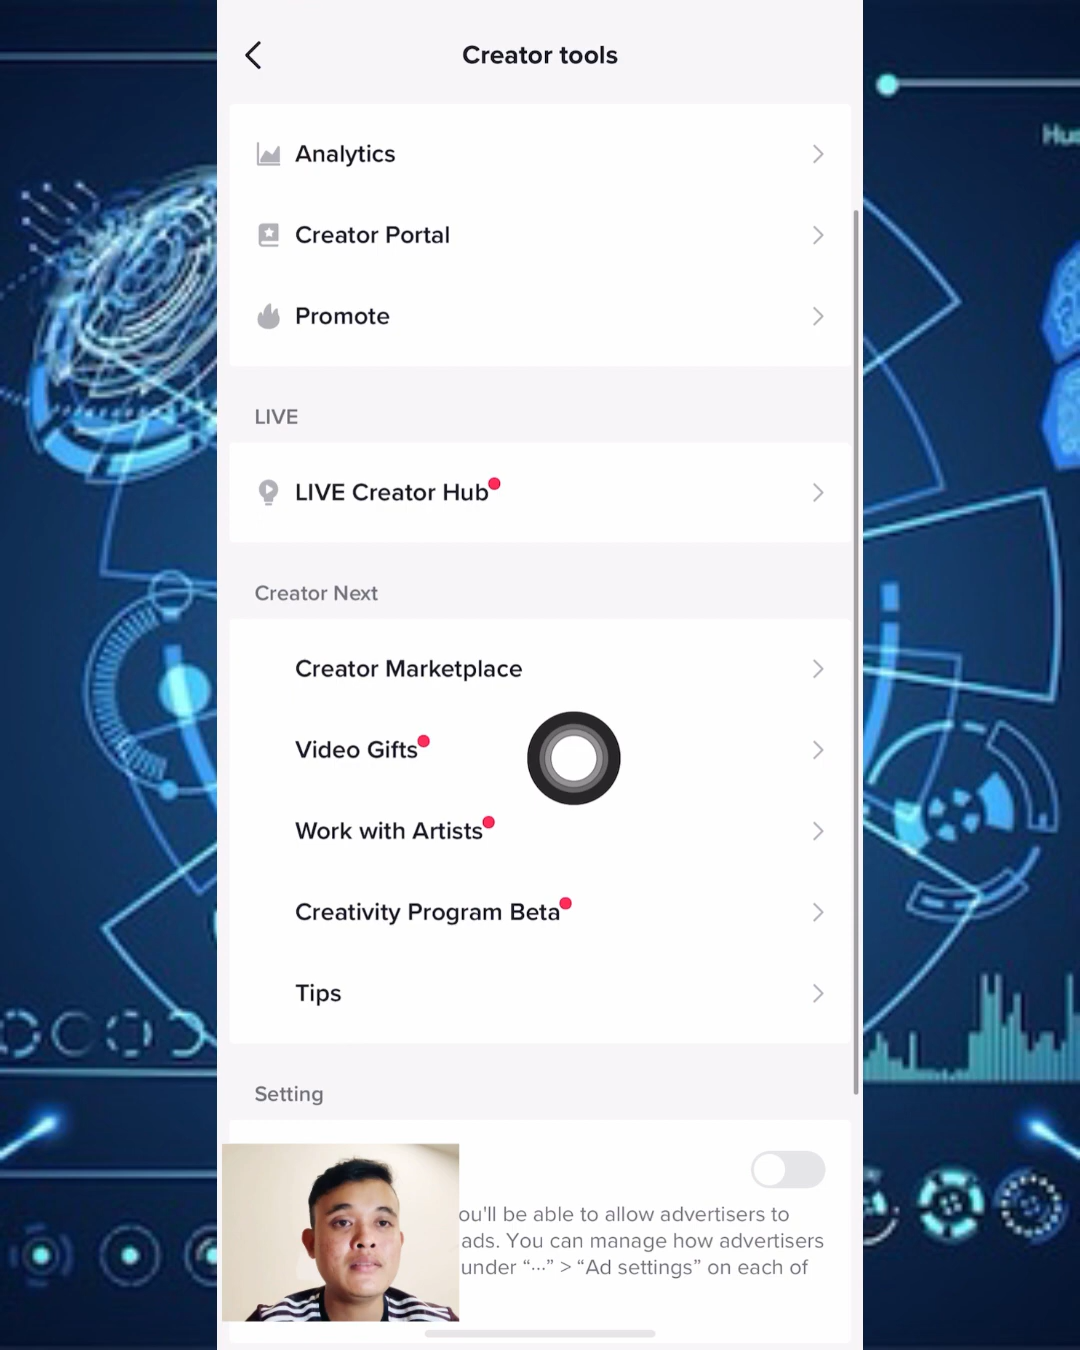 Creator tools
Analytics
Creator Portal
Promote
LIVE
LIVE Creator Hub
Creator Next
Creator Marketplace
Video Gifts
Work with Artists
Creativity Program Beta
Tips
Setting
ou'll be able to allow advertisers to
ads. You can manage how advertisers
under “···” > “Ad settings” on each of